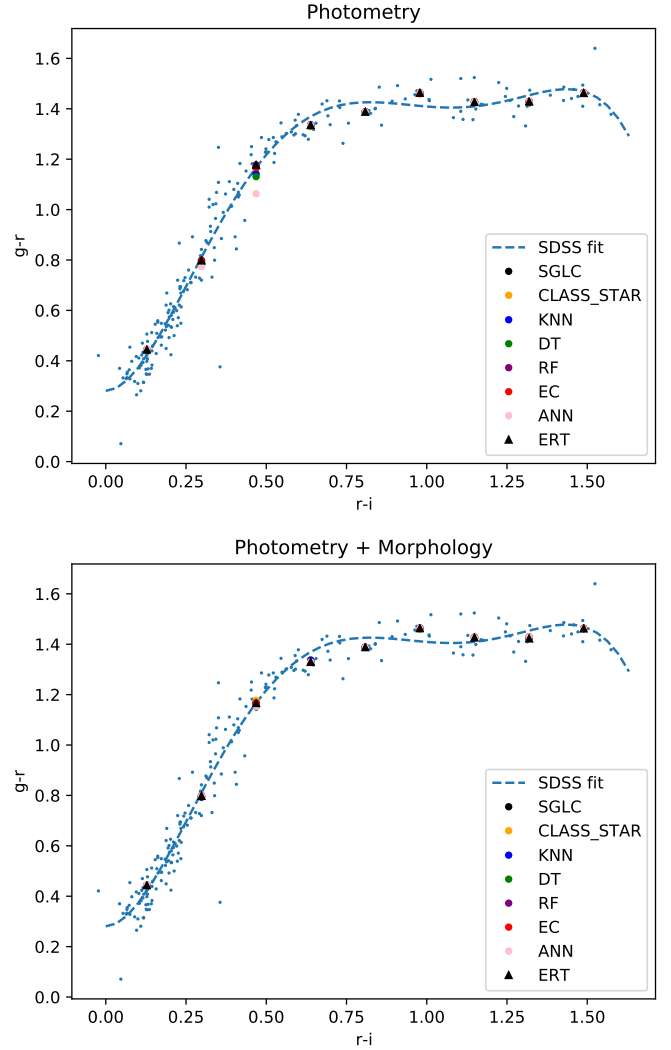 Photometry
1.6
1.4
1.2
1.0
0.8
0.6
0.4
0.2
0.0
g-r
SDSS fit
SGLC
CLASS_STAR
KNN
DT
RF
EC
ANN
ERT
0.00 0.25 0.50 0.75 1.00 1.25 1.50
r-i
Photometry + Morphology
1.6
1.4
1.2
1.0
0.8
0.6
0.4
0.2
0.0
g-r
SDSS fit
SGLC
CLASS_STAR
KNN
DT
RF
EC
ANN
ERT
0.00 0.25 0.50 0.75 1.00 1.25 1.50
r-i